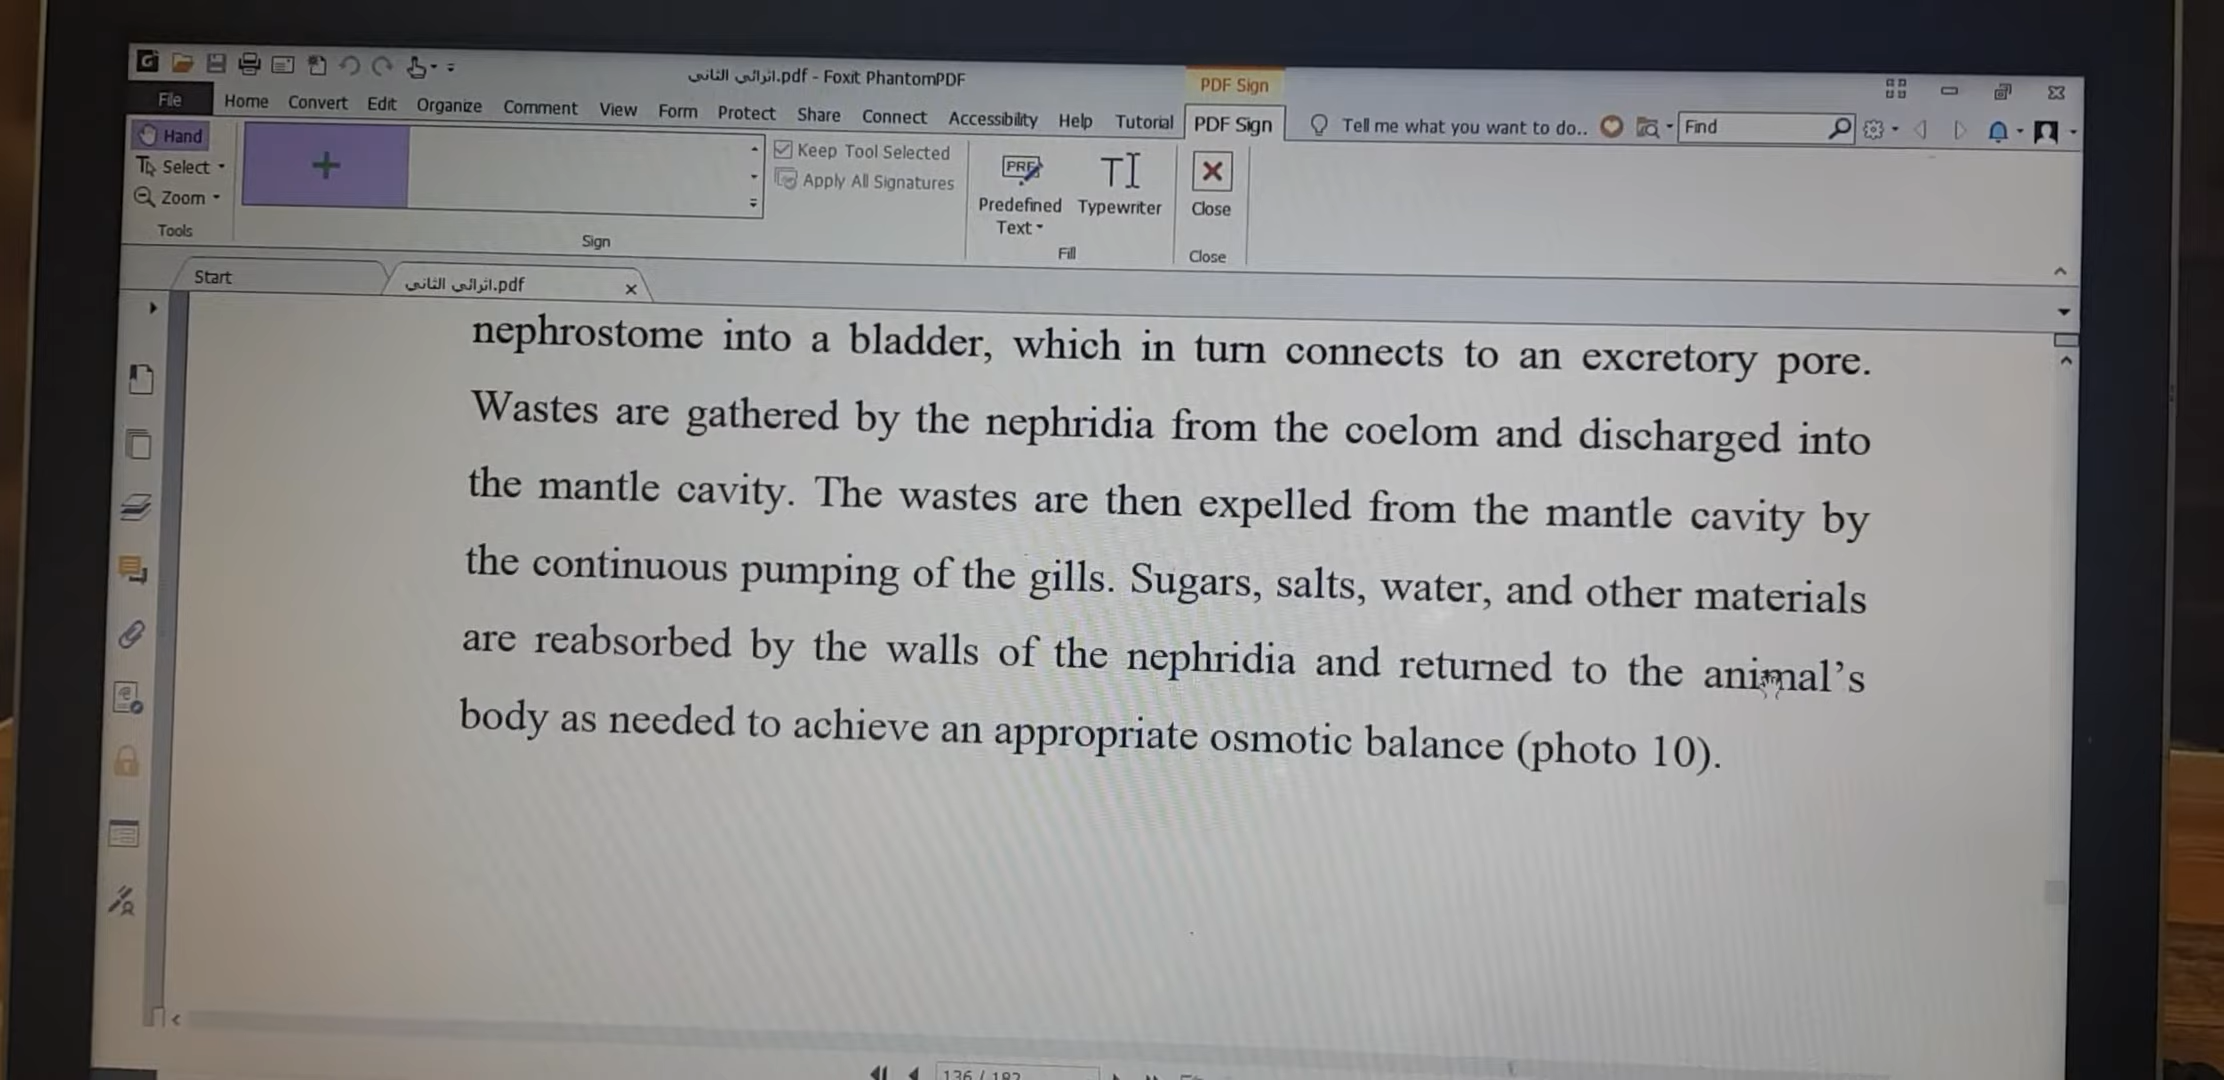 اثرائي الثاني.pdf - Foxit PhantomPDF
PDF Sign
File Home Convert Edit Organize Comment View Form Protect Share Connect Accessibility Help Tutorial PDF Sign Tell me what you want to do.. Find
Hand
Select
Zoom
Tools
Keep Tool Selected
Apply All Signatures
Sign
PRE
Predefined Text
TI
Typewriter
Fill
Close
Close
Start
اثرائي الثاني.pdf
nephrostome into a bladder, which in turn connects to an excretory pore.
Wastes are gathered by the nephridia from the coelom and discharged into
the mantle cavity. The wastes are then expelled from the mantle cavity by
the continuous pumping of the gills. Sugars, salts, water, and other materials
are reabsorbed by the walls of the nephridia and returned to the animal’s
body as needed to achieve an appropriate osmotic balance (photo 10).
136 / 182